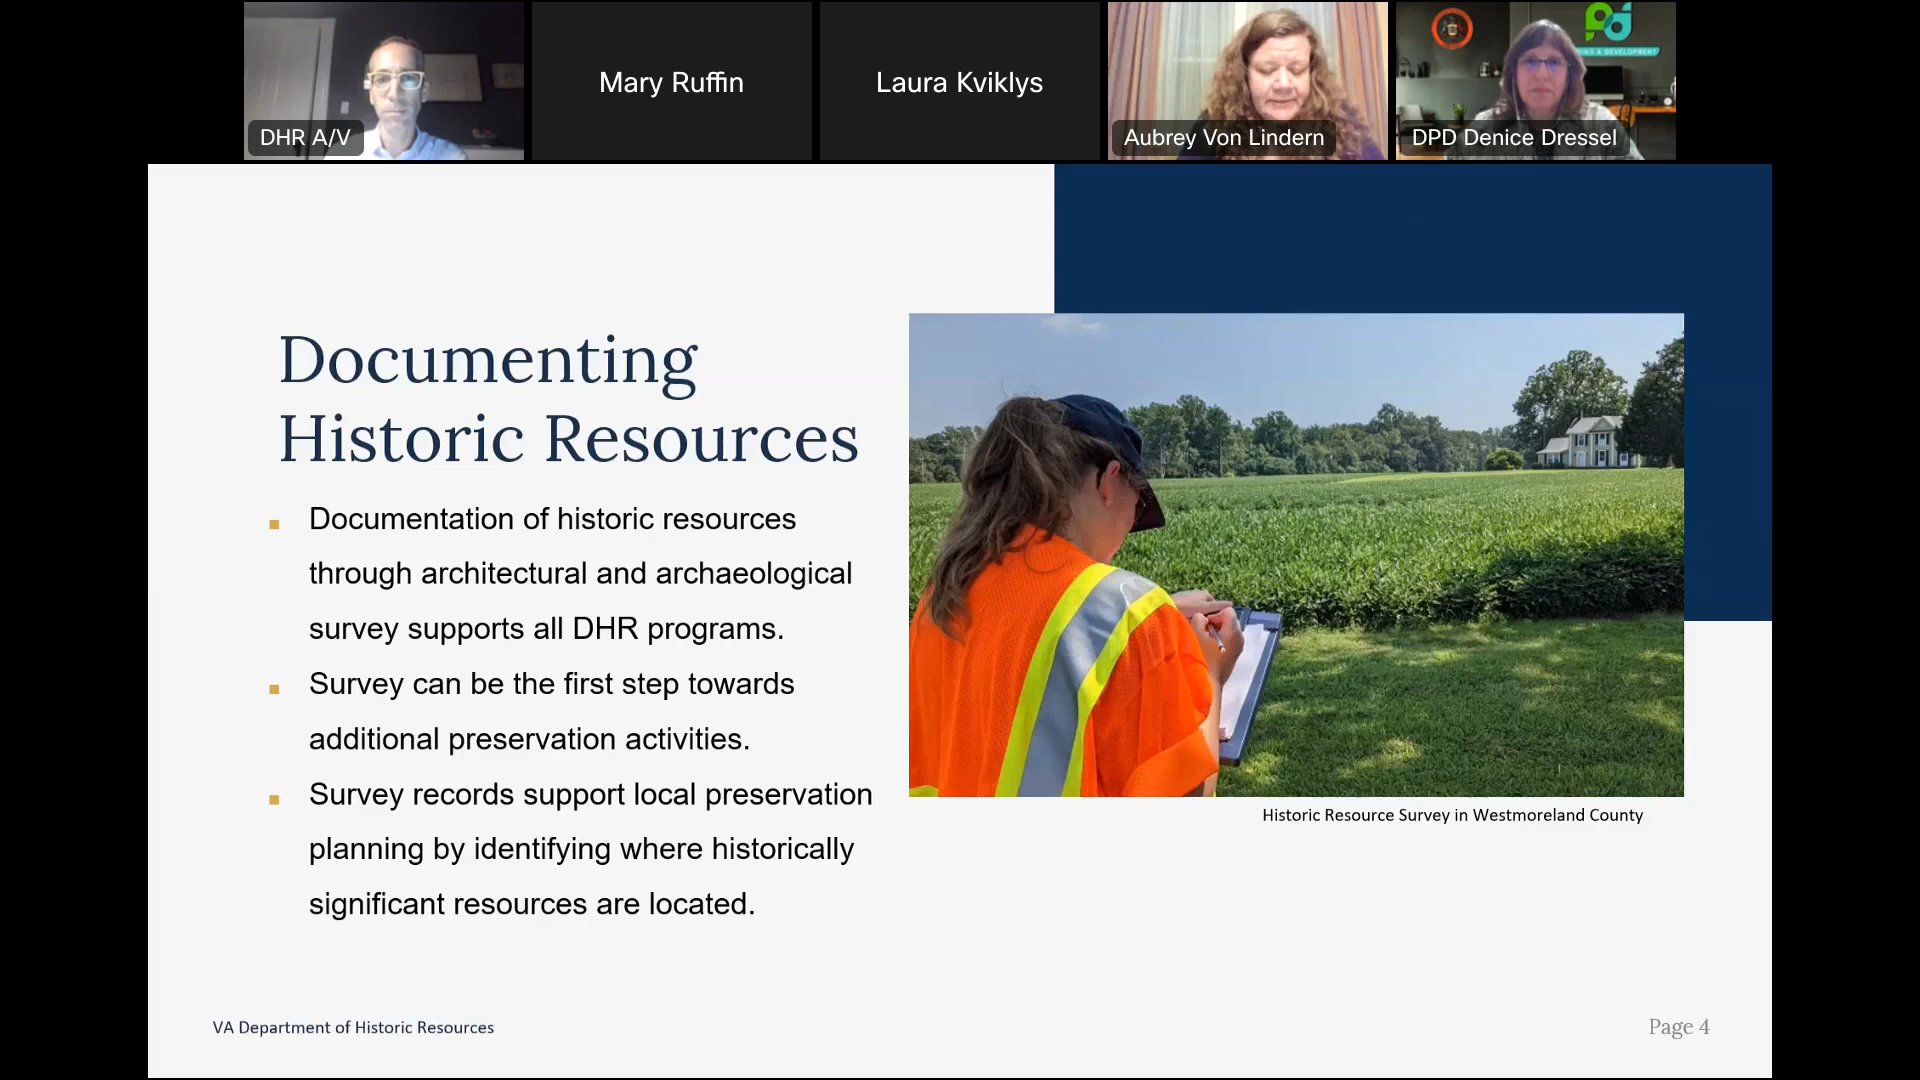 DHR A/V
Mary Ruffin
Laura Kviklys
Aubrey Von Lindern
DPD Denice Dressel
Documenting
Historic Resources
Documentation of historic resources
through architectural and archaeological
survey supports all DHR programs.
Survey can be the first step towards
additional preservation activities.
Survey records support local preservation
planning by identifying where historically
significant resources are located.
Historic Resource Survey in Westmoreland County
VA Department of Historic Resources
Page 4